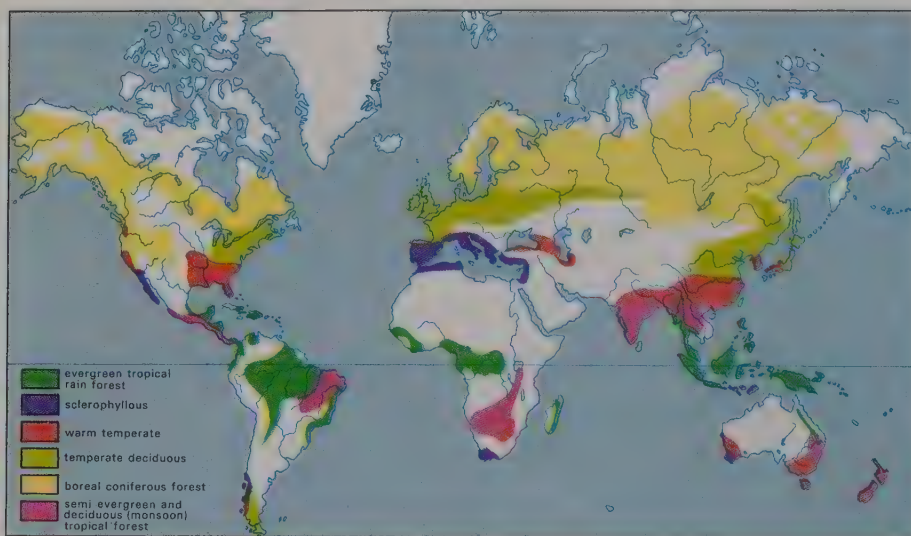 evergreen tropical
rain forest
sclerophyllous
warm temperate
temperate deciduous
boreal coniferous forest
semi evergreen and
deciduous (monsoon)
tropical forest